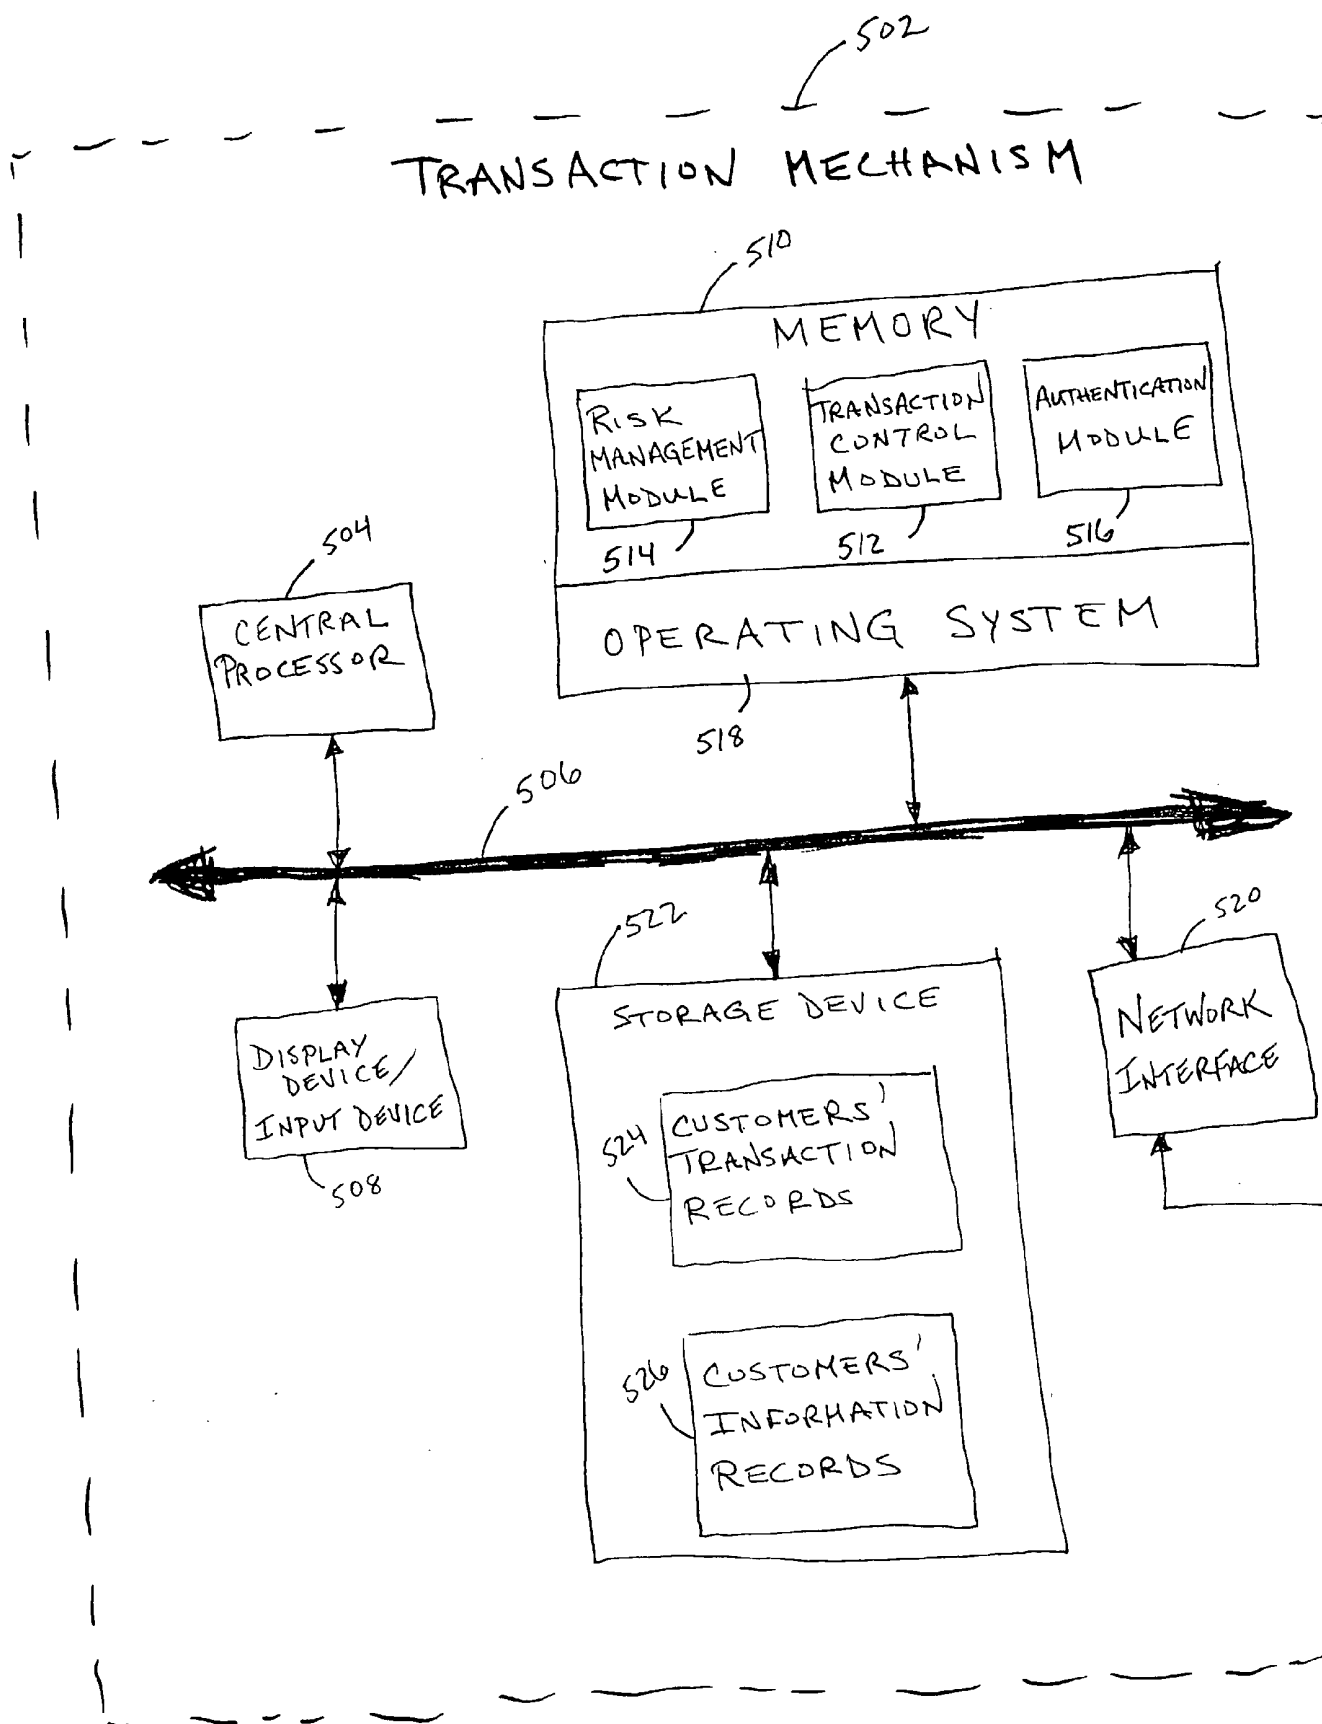 502
TRANSACTION MECHANISM
510
MEMORY
RISK
MANAGEMENT
MODULE
514
TRANSACTION
CONTROL
MODULE
512
AUTHENTICATION
MODULE
516
OPERATING SYSTEM
518
504
CENTRAL
PROCESSOR
506
522
520
STORAGE DEVICE
NETWORK
INTERFACE
DISPLAY
DEVICE/
INPUT DEVICE
508
524
CUSTOMERS'
TRANSACTION
RECORDS
526
CUSTOMERS'
INFORMATION
RECORDS